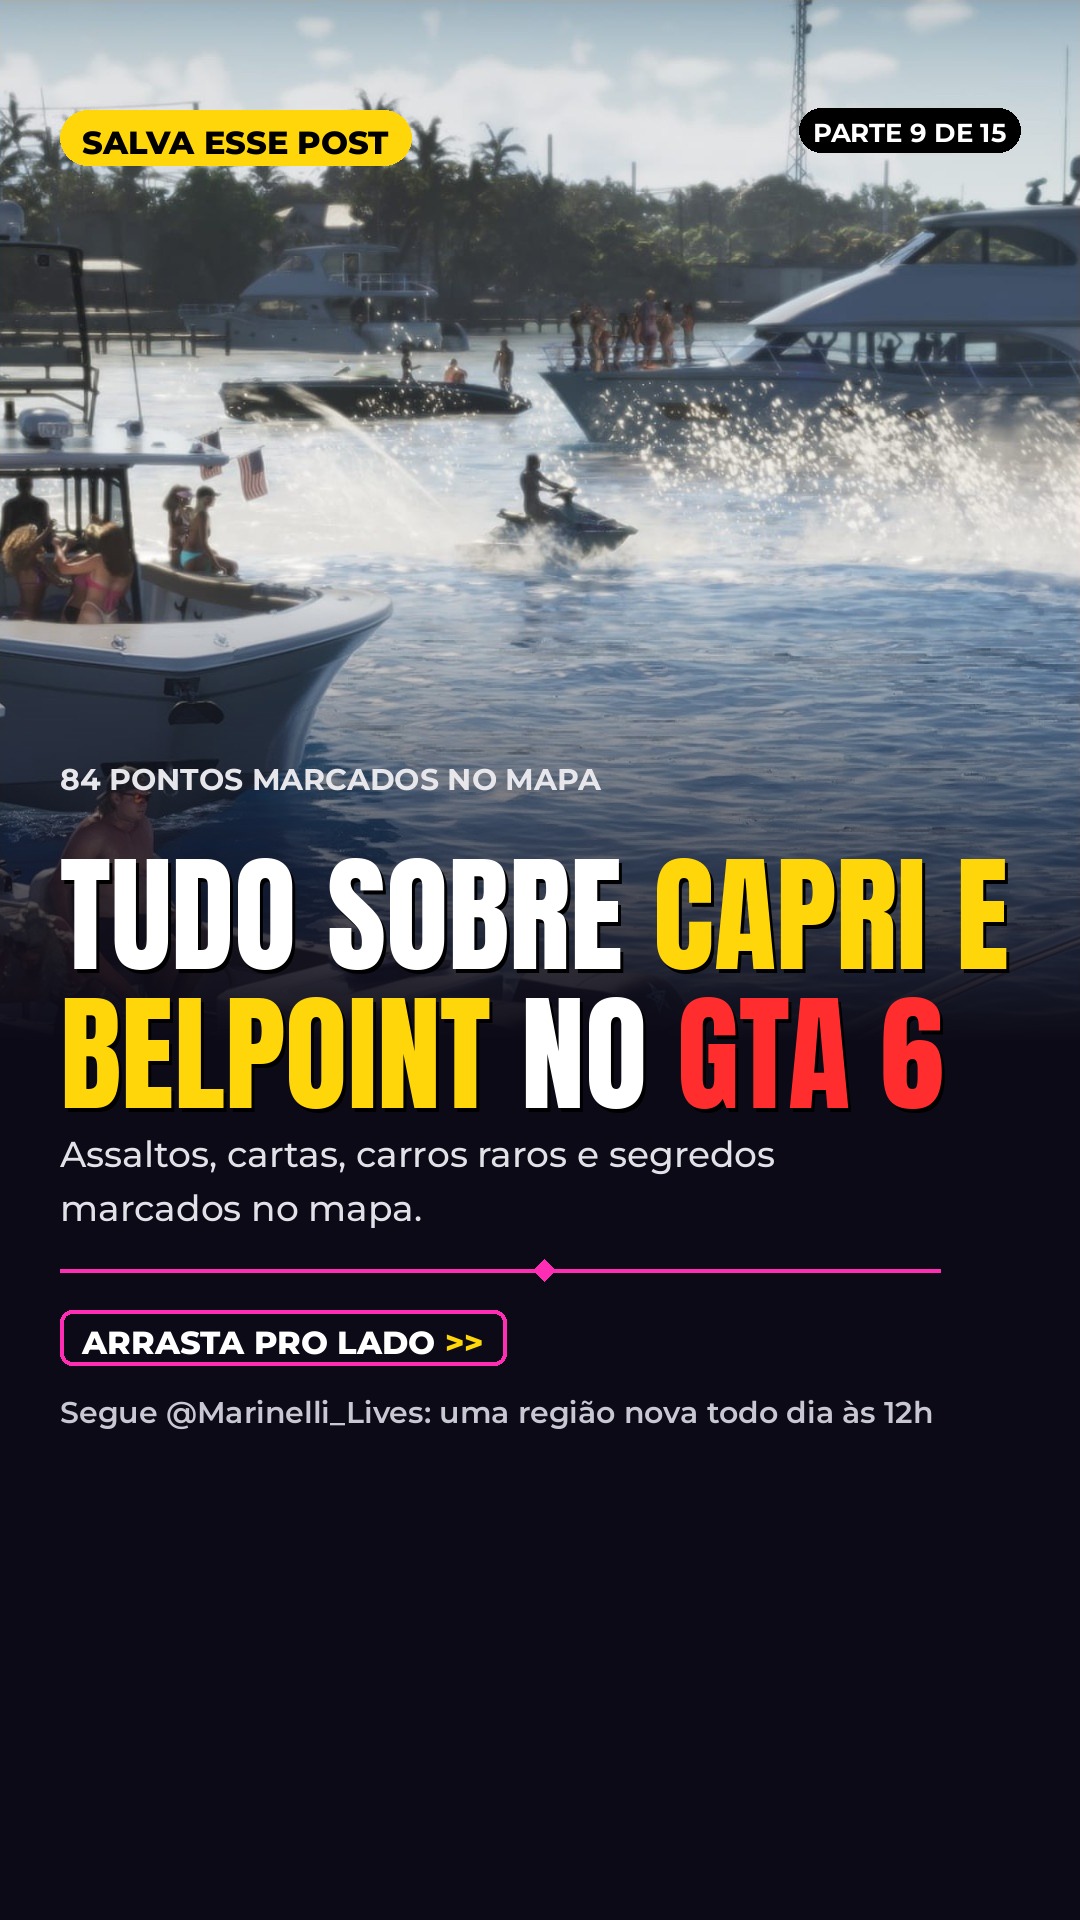 SALVA ESSE POST
PARTE 9 DE 15
84 PONTOS MARCADOS NO MAPA
TUDO SOBRE CAPRI E
BELPOINT NO GTA 6
Assaltos, cartas, carros raros e segredos
marcados no mapa.
ARRASTA PRO LADO >>
Segue @Marinelli_Lives: uma região nova todo dia às 12h